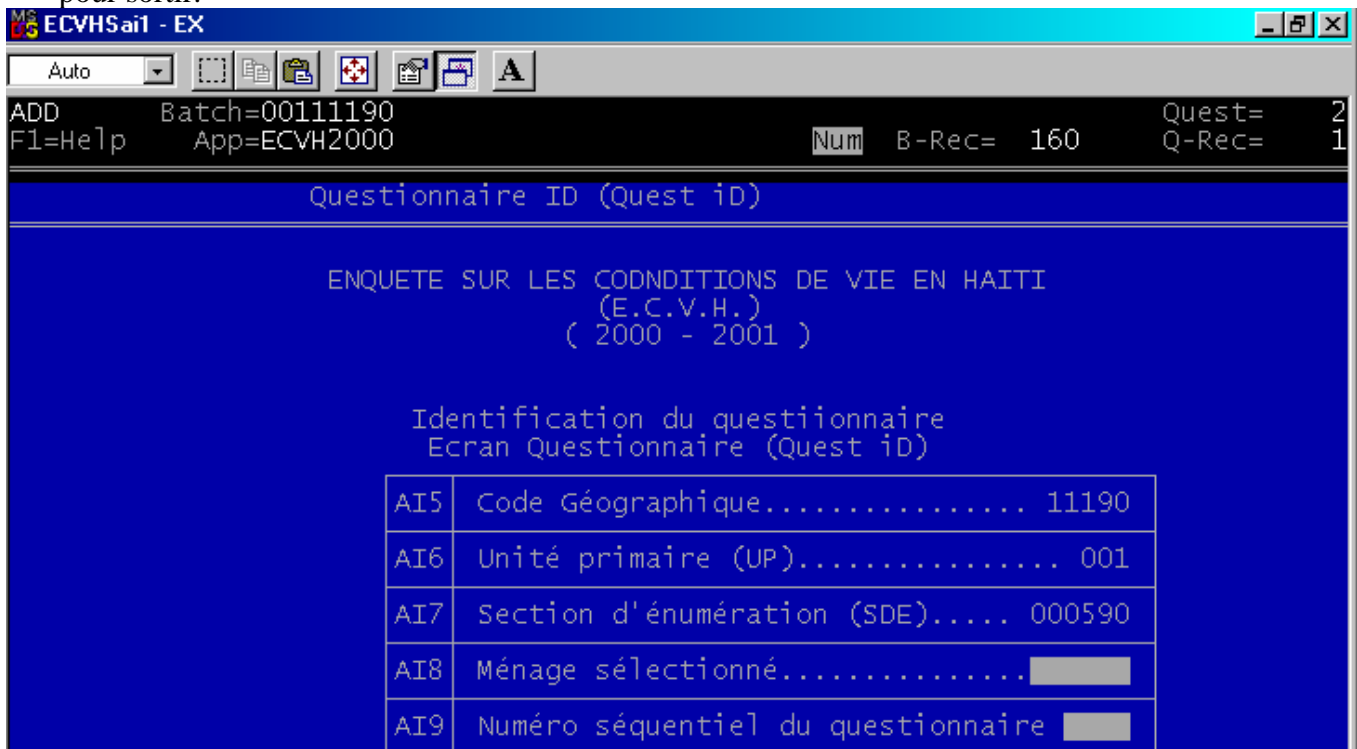 pour sortir.
ECVHSai1 - EX
Auto A
ADD Batch=00111190 Quest= 2
F1=Help App=ECVH2000 Num B-Rec= 160 Q-Rec= 1
Questionnaire ID (Quest iD)
ENQUETE SUR LES CODNDITIONS DE VIE EN HAITI
(E.C.V.H.)
( 2000 - 2001 )
Identification du questiionnaire
Ecran Questionnaire (Quest iD)
AI5 Code Géographique................ 11190
AI6 Unité primaire (UP)................ 001
AI7 Section d'énumération (SDE)..... 000590
AI8 Ménage sélectionné...............
AI9 Numéro séquentiel du questionnaire